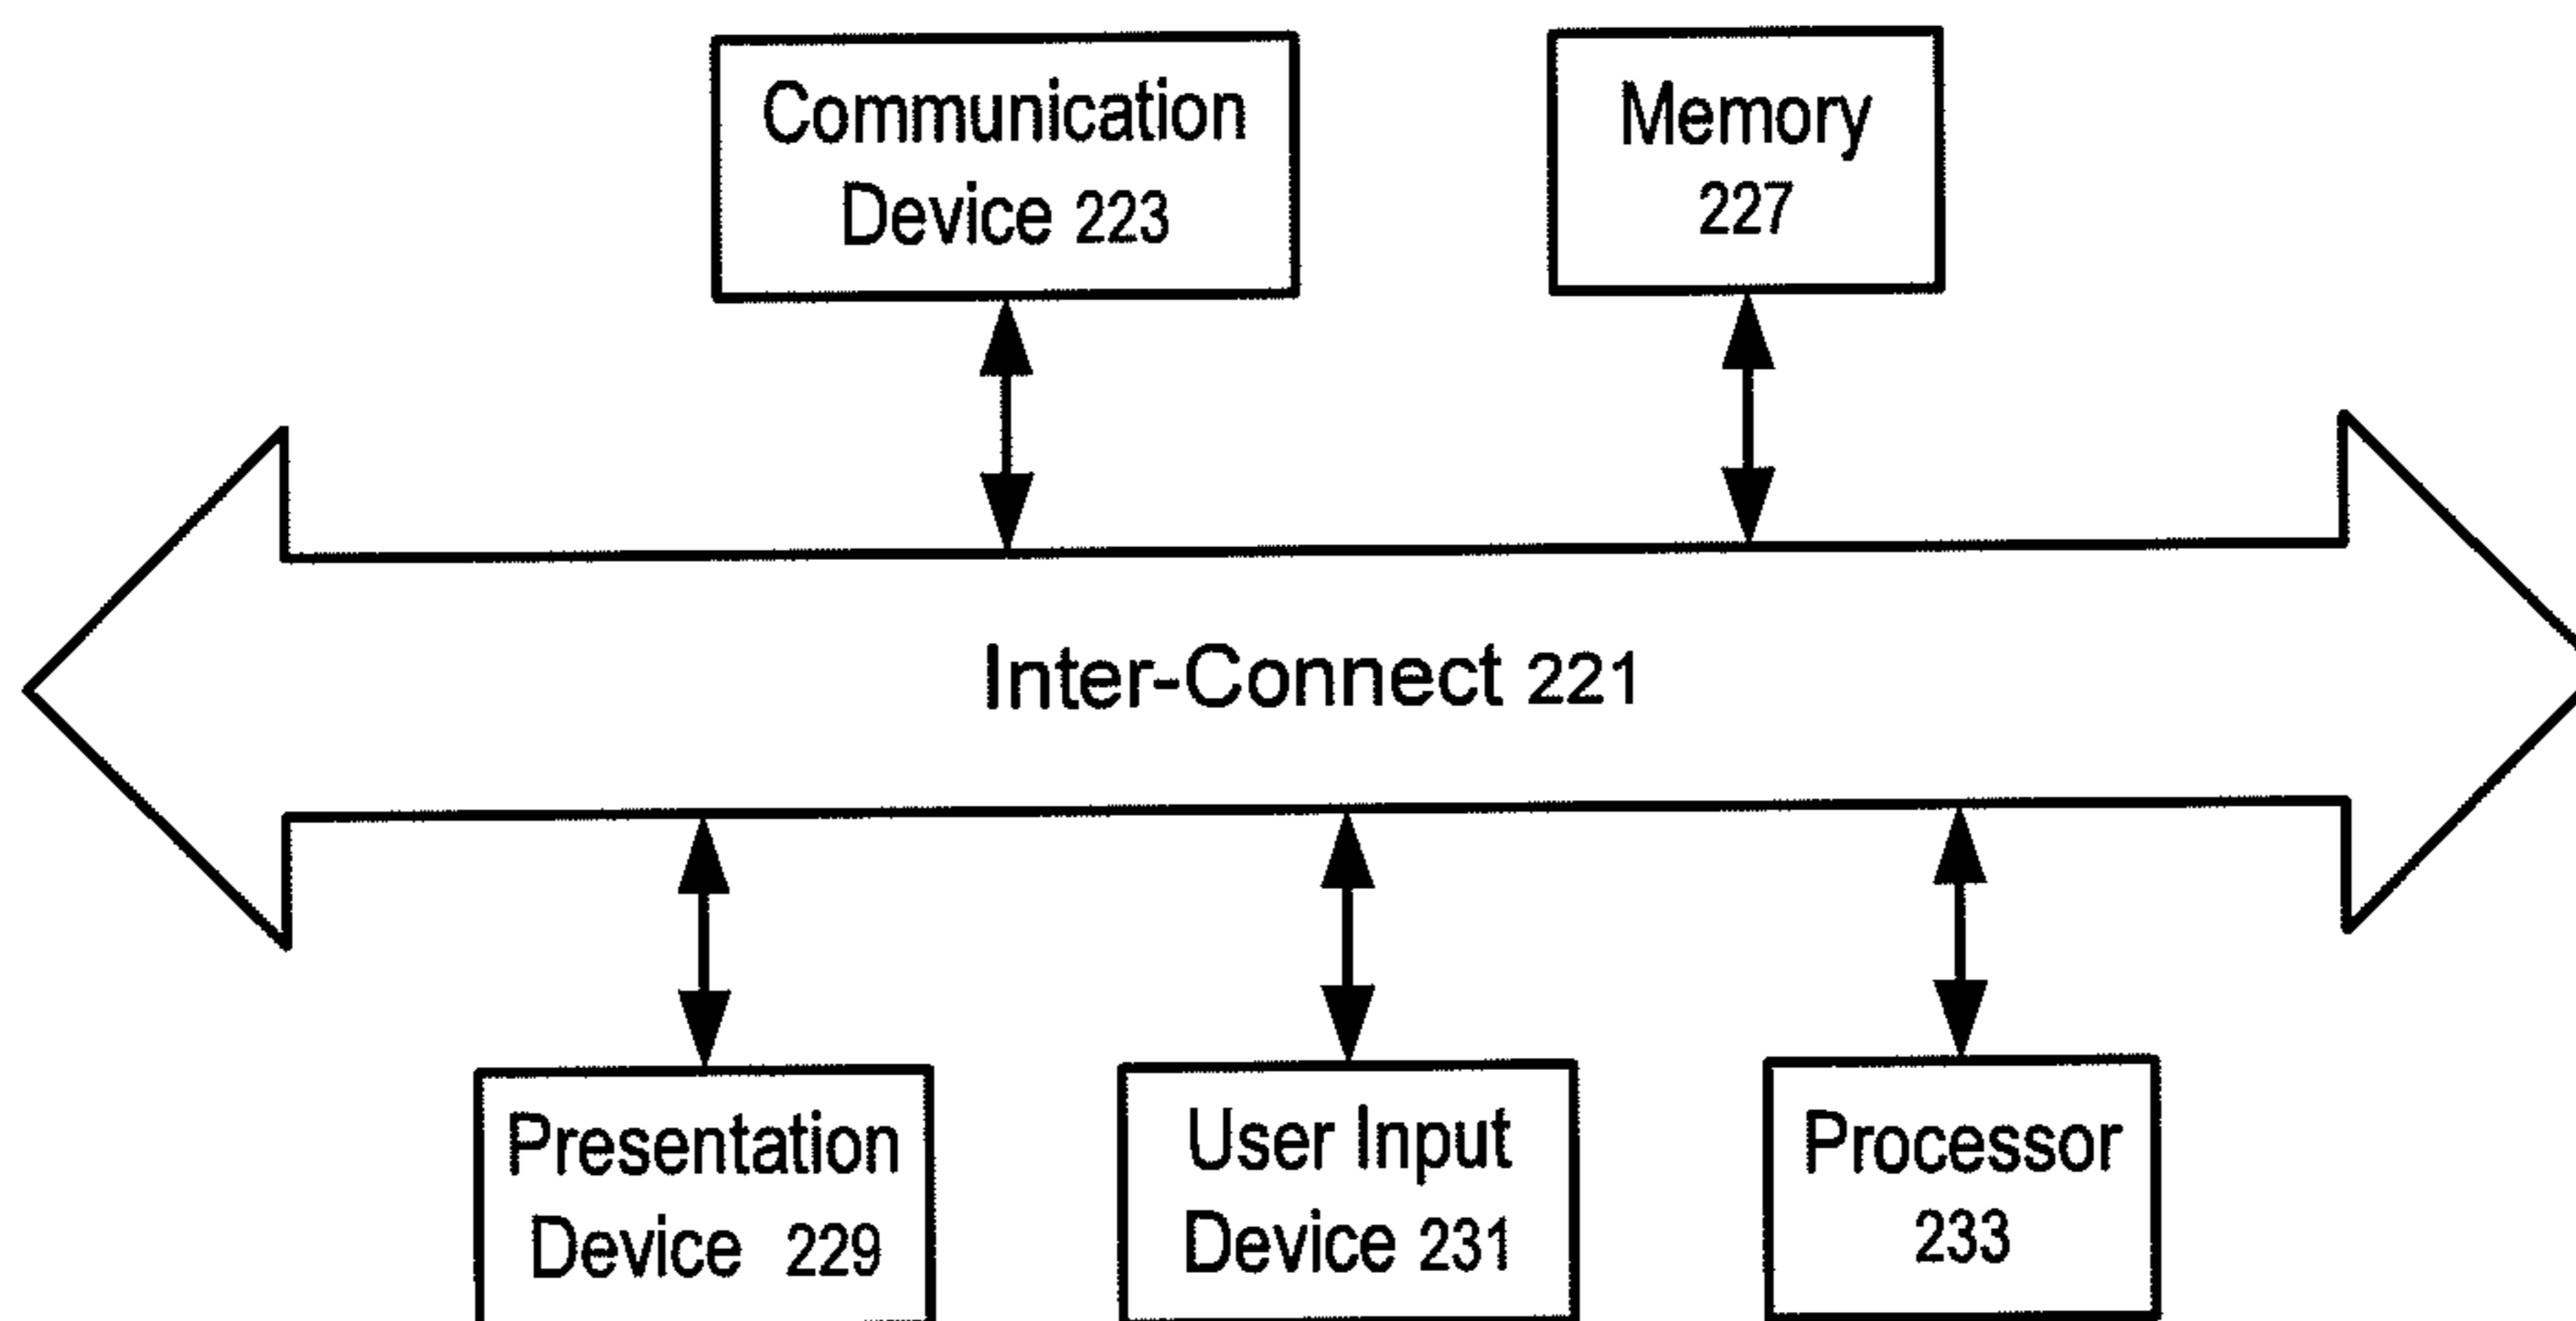 Communication
Device 223
Memory
227
Inter-Connect 221
Presentation
Device 229
User Input
Device 231
Processor
233